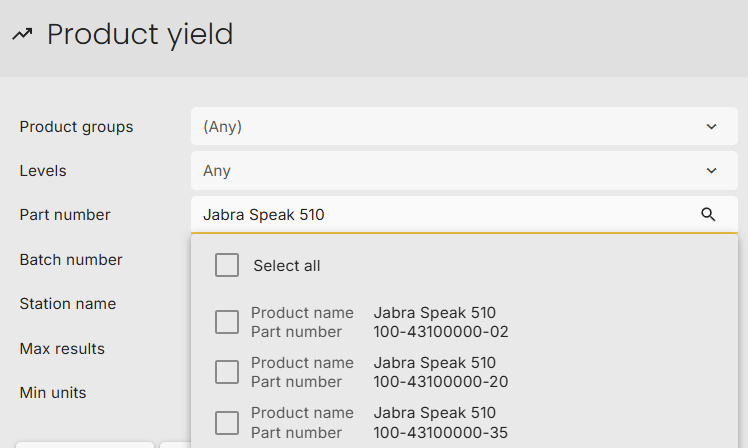 Product yield
Product groups (Any)
Levels Any
Part number Jabra Speak 510
Batch number
Select all
Station name
Product name Jabra Speak 510
Part number 100-43100000-02
Max results
Product name Jabra Speak 510
Part number 100-43100000-20
Min units
Product name Jabra Speak 510
Part number 100-43100000-35